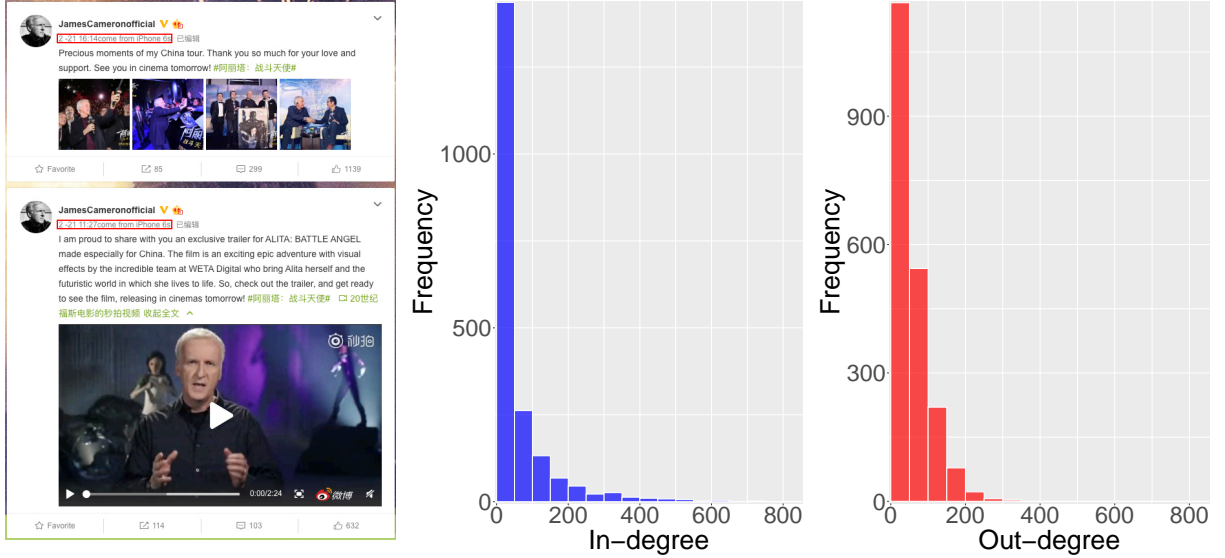 JamesCameronofficial
2 -21 16:14come from iPhone 6s 已编辑
Precious moments of my China tour. Thank you so much for your love and
support. See you in cinema tomorrow! #阿丽塔：战斗天使#
Favorite 85 299 1139
JamesCameronofficial
2 -21 11:27come from iPhone 6s 已编辑
I am proud to share with you an exclusive trailer for ALITA: BATTLE ANGEL
made especially for China. The film is an exciting epic adventure with visual
effects by the incredible team at WETA Digital who bring Alita herself and the
futuristic world in which she lives to life. So, check out the trailer, and get ready
to see the film, releasing in cinemas tomorrow! #阿丽塔：战斗天使# 20世纪
福斯电影的秒拍视频 收起全文
秒拍
0:00/2:24 微博
Favorite 114 103 632
Frequency
1000
500
0
0 200 400 600 800
In−degree
Frequency
900
600
300
0
0 200 400 600 800
Out−degree